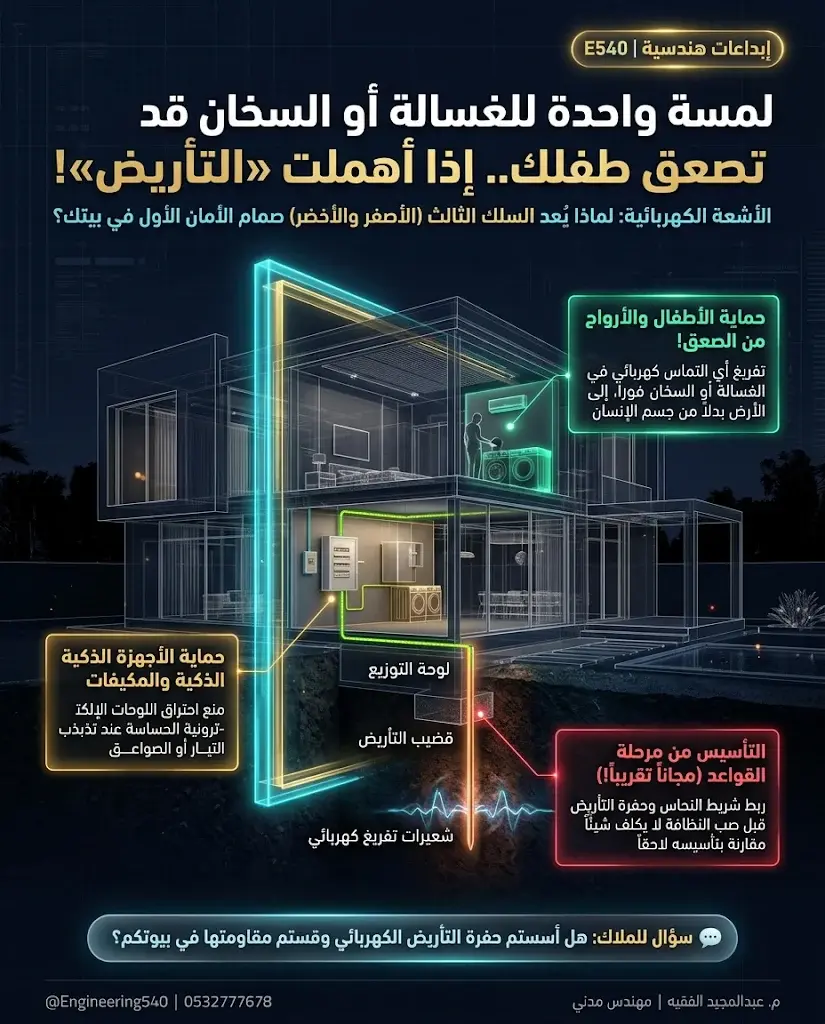 إبداعات هندسية | E540
لمسة واحدة للغسالة أو السخان قد
تصعق طفلك.. إذا أهملت «التأريض»!
الأشعة الكهربائية: لماذا يُعد السلك الثالث (الأصفر والأخضر) صمام الأمان الأول في بيتك؟
حماية الأطفال والأرواح
من الصعق!
تفريغ أي التماس كهربائي في
الغسالة أو السخان فوراً، إلى
الأرض بدلاً من جسم الإنسان
حماية الأجهزة الذكية
الذكية والمكيفات
منع احتراق اللوحات الإلكتـ
ـترونية الحساسة عند تذبذب
التيـار أو الصواعـق
لوحة التوزيع
قضيب التأريض
شعيرات تفريغ كهربائي
التأسيس من مرحلة
القواعد (مجاناً تقريباً!)
ربط شريط النحاس وحفرة التأريض
قبل صب النظافة لا يكلف شيئاً
مقارنة بتأسيسه لاحقاً
سؤال للملاك: هل أسستم حفرة التأريض الكهربائي وقستم مقاومتها في بيوتكم؟
م. عبدالمجيد الفقيه | مهندس مدني
@Engineering540 | 0532777678